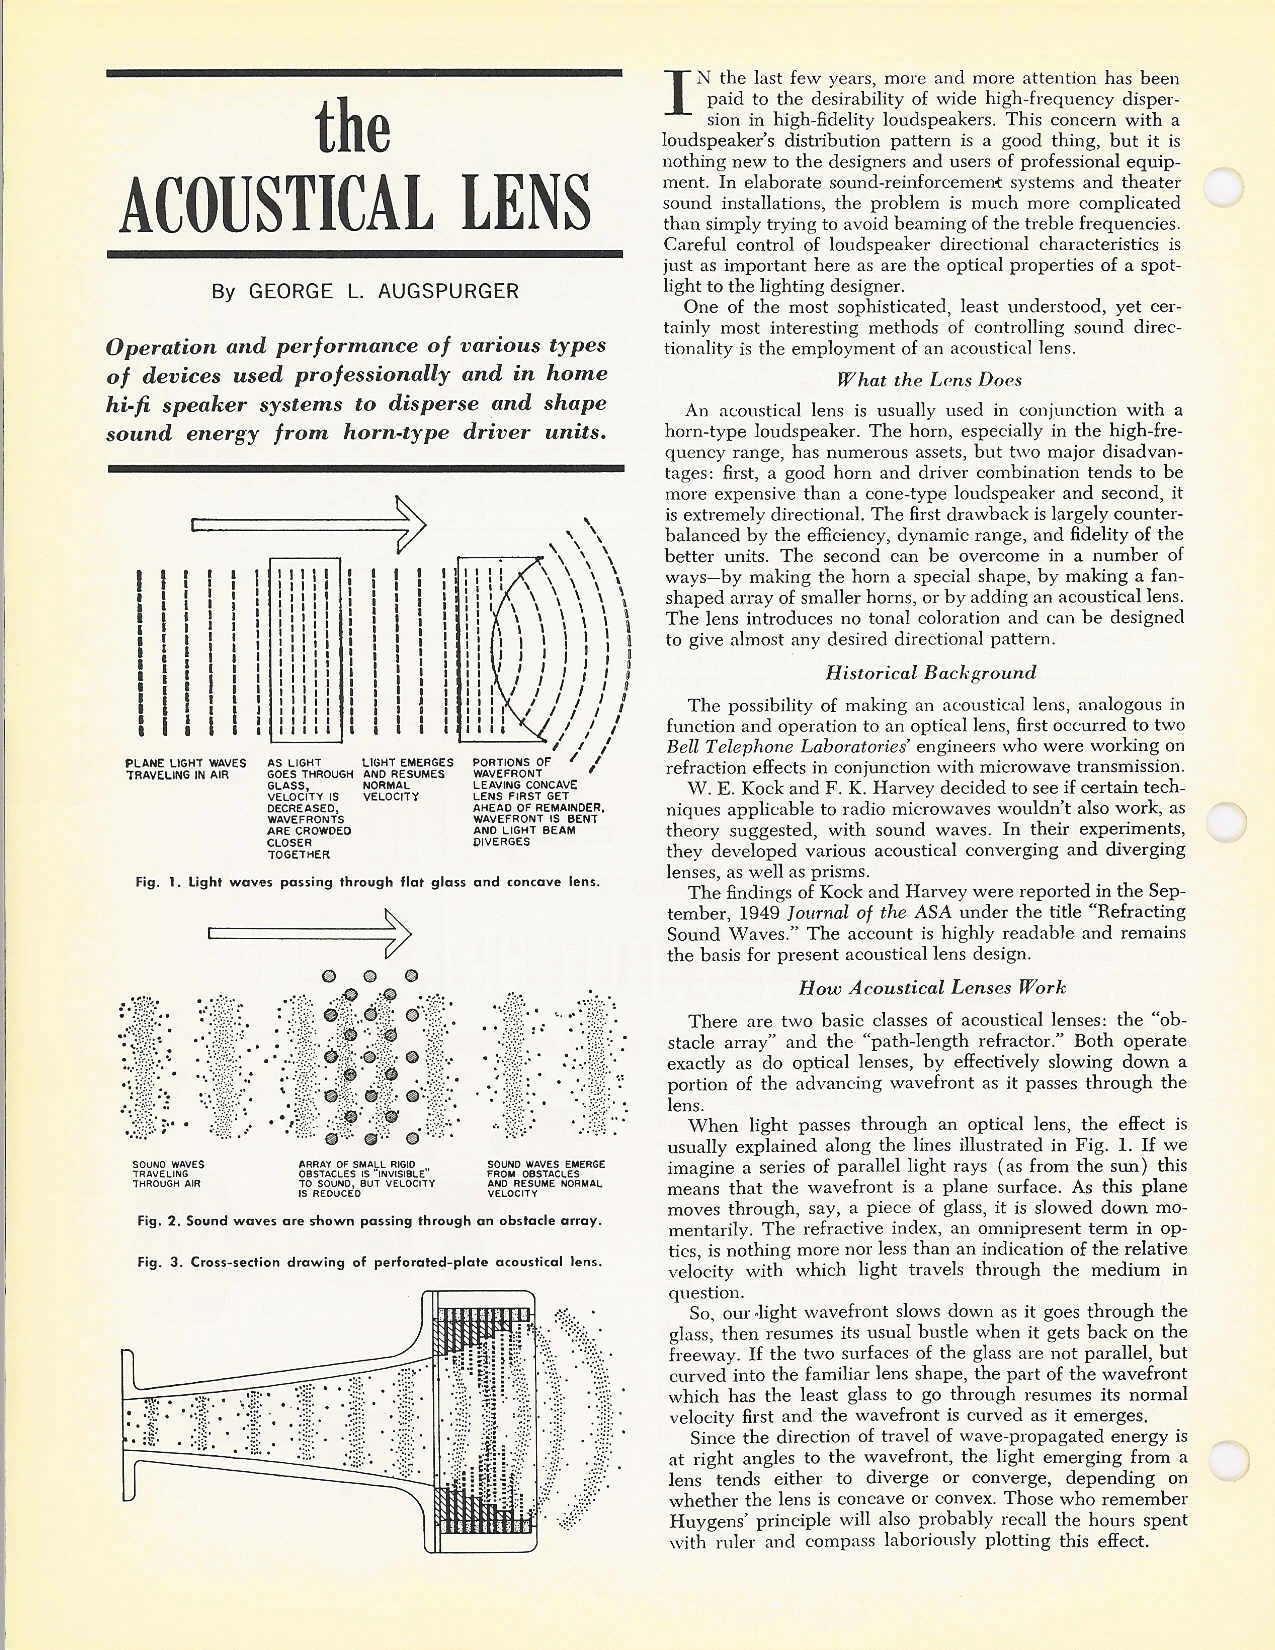 the
ACOUSTICAL LENS
By GEORGE L. AUGSPURGER
Operation and performance of various types
of devices used professionally and in home
hi-fi speaker systems to disperse and shape
sound energy from horn-type driver units.
PLANE LIGHT WAVES
TRAVELING IN AIR
AS LIGHT
GOES THROUGH
GLASS,
VELOCITY IS
DECREASED,
WAVEFRONTS
ARE CROWDED
CLOSER
TOGETHER
LIGHT EMERGES
AND RESUMES
NORMAL
VELOCITY
PORTIONS OF
WAVEFRONT
LEAVING CONCAVE
LENS FIRST GET
AHEAD OF REMAINDER,
WAVEFRONT IS BENT
AND LIGHT BEAM
DIVERGES
Fig. 1. Light waves passing through flat glass and concave lens.
SOUND WAVES
TRAVELING
THROUGH AIR
ARRAY OF SMALL RIGID
OBSTACLES IS "INVISIBLE"
TO SOUND, BUT VELOCITY
IS REDUCED
SOUND WAVES EMERGE
FROM OBSTACLES
AND RESUME NORMAL
VELOCITY
Fig. 2. Sound waves are shown passing through an obstacle array.
Fig. 3. Cross-section drawing of perforated-plate acoustical lens.
IN the last few years, more and more attention has been
paid to the desirability of wide high-frequency disper-
sion in high-fidelity loudspeakers. This concern with a
loudspeaker's distribution pattern is a good thing, but it is
nothing new to the designers and users of professional equip-
ment. In elaborate sound-reinforcement systems and theater
sound installations, the problem is much more complicated
than simply trying to avoid beaming of the treble frequencies.
Careful control of loudspeaker directional characteristics is
just as important here as are the optical properties of a spot-
light to the lighting designer.
One of the most sophisticated, least understood, yet cer-
tainly most interesting methods of controlling sound direc-
tionality is the employment of an acoustical lens.
What the Lens Does
An acoustical lens is usually used in conjunction with a
horn-type loudspeaker. The horn, especially in the high-fre-
quency range, has numerous assets, but two major disadvan-
tages: first, a good horn and driver combination tends to be
more expensive than a cone-type loudspeaker and second, it
is extremely directional. The first drawback is largely counter-
balanced by the efficiency, dynamic range, and fidelity of the
better units. The second can be overcome in a number of
ways—by making the horn a special shape, by making a fan-
shaped array of smaller horns, or by adding an acoustical lens.
The lens introduces no tonal coloration and can be designed
to give almost any desired directional pattern.
Historical Background
The possibility of making an acoustical lens, analogous in
function and operation to an optical lens, first occurred to two
Bell Telephone Laboratories' engineers who were working on
refraction effects in conjunction with microwave transmission.
W. E. Kock and F. K. Harvey decided to see if certain tech-
niques applicable to radio microwaves wouldn't also work, as
theory suggested, with sound waves. In their experiments,
they developed various acoustical converging and diverging
lenses, as well as prisms.
The findings of Kock and Harvey were reported in the Sep-
tember, 1949 Journal of the ASA under the title "Refracting
Sound Waves." The account is highly readable and remains
the basis for present acoustical lens design.
How Acoustical Lenses Work
There are two basic classes of acoustical lenses: the "ob-
stacle array" and the "path-length refractor." Both operate
exactly as do optical lenses, by effectively slowing down a
portion of the advancing wavefront as it passes through the
lens.
When light passes through an optical lens, the effect is
usually explained along the lines illustrated in Fig. 1. If we
imagine a series of parallel light rays (as from the sun) this
means that the wavefront is a plane surface. As this plane
moves through, say, a piece of glass, it is slowed down mo-
mentarily. The refractive index, an omnipresent term in op-
tics, is nothing more nor less than an indication of the relative
velocity with which light travels through the medium in
question.
So, our light wavefront slows down as it goes through the
glass, then resumes its usual bustle when it gets back on the
freeway. If the two surfaces of the glass are not parallel, but
curved into the familiar lens shape, the part of the wavefront
which has the least glass to go through resumes its normal
velocity first and the wavefront is curved as it emerges.
Since the direction of travel of wave-propagated energy is
at right angles to the wavefront, the light emerging from a
lens tends either to diverge or converge, depending on
whether the lens is concave or convex. Those who remember
Huygens' principle will also probably recall the hours spent
with ruler and compass laboriously plotting this effect.